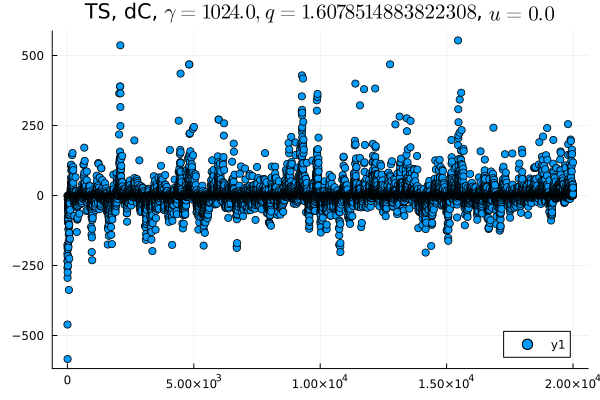 TS, dC, γ = 1024.0, q = 1.6078514883822308, u = 0.0
500
250
0
−250
−500
y1
0 5.00×10³ 1.00×10⁴ 1.50×10⁴ 2.00×10⁴